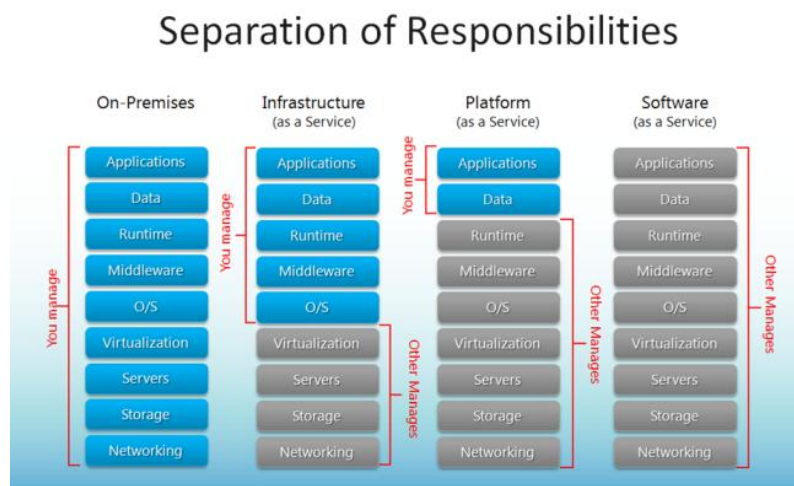 Separation of Responsibilities
On-Premises
Infrastructure
(as a Service)
Platform
(as a Service)
Software
(as a Service)
You manage
Applications
Data
Runtime
Middleware
O/S
Virtualization
Servers
Storage
Networking
You manage
Applications
Data
Runtime
Middleware
O/S
Virtualization
Servers
Storage
Networking
Other Manages
You manage
Applications
Data
Runtime
Middleware
O/S
Virtualization
Servers
Storage
Networking
Other Manages
Applications
Data
Runtime
Middleware
O/S
Virtualization
Servers
Storage
Networking
Other Manages